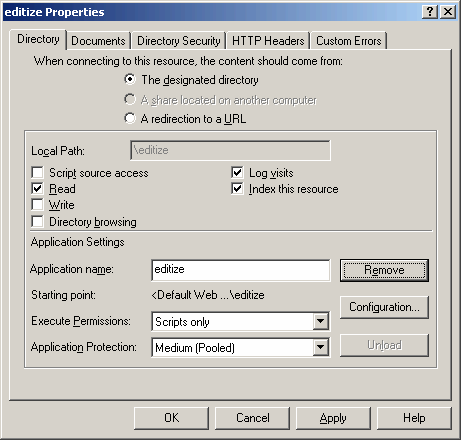 editize Properties
Directory Documents Directory Security HTTP Headers Custom Errors
When connecting to this resource, the content should come from:
The designated directory
A share located on another computer
A redirection to a URL
Local Path: \editize
Script source access Log visits
Read Index this resource
Write
Directory browsing
Application Settings
Application name: editize Remove
Starting point: <Default Web ...\editize
Configuration...
Execute Permissions: Scripts only
Application Protection: Medium (Pooled) Unload
OK Cancel Apply Help